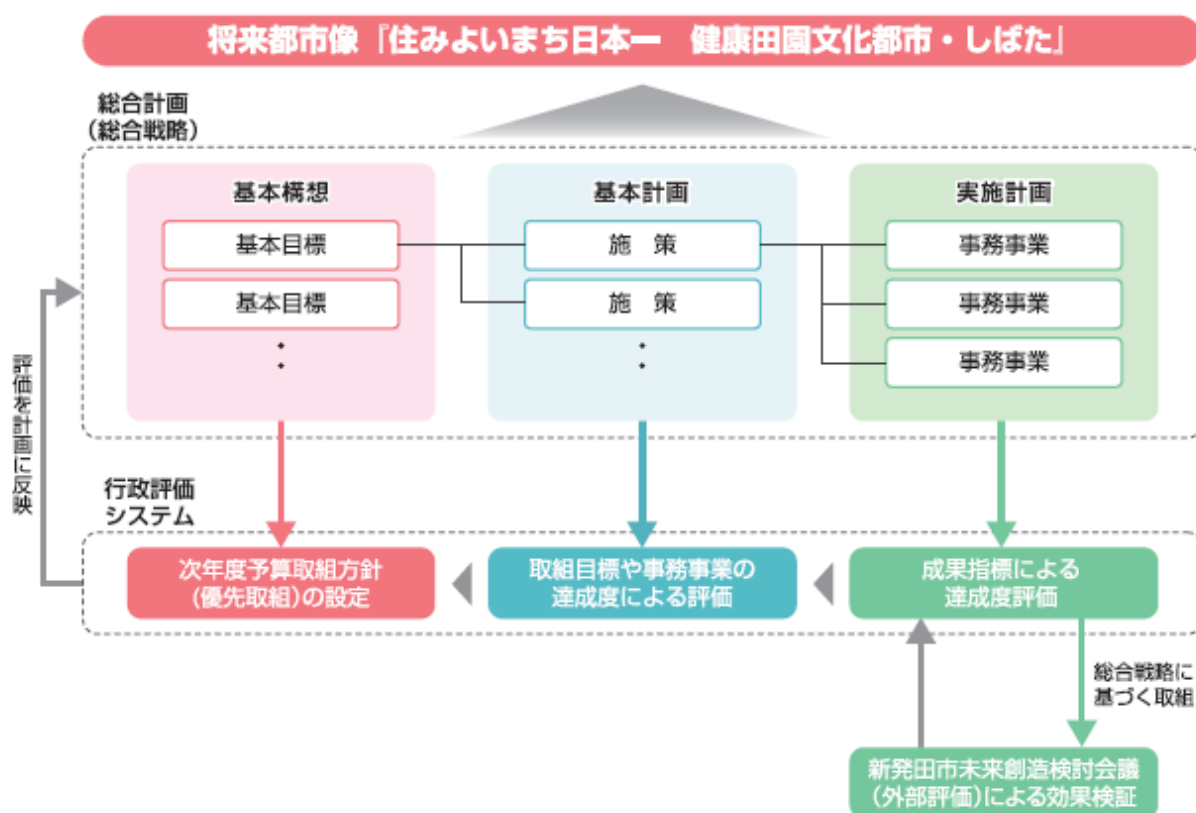 将来都市像『住みよいまち日本一　健康田園文化都市・しばた』
総合計画
（総合戦略）
基本構想
基本目標
基本目標
基本計画
施　策
施　策
実施計画
事務事業
事務事業
事務事業
評価を計画に反映
行政評価
システム
次年度予算取組方針
(優先取組)の設定
取組目標や事務事業の
達成度による評価
成果指標による
達成度評価
総合戦略に
基づく取組
新発田市未来創造検討会議
(外部評価)による効果検証